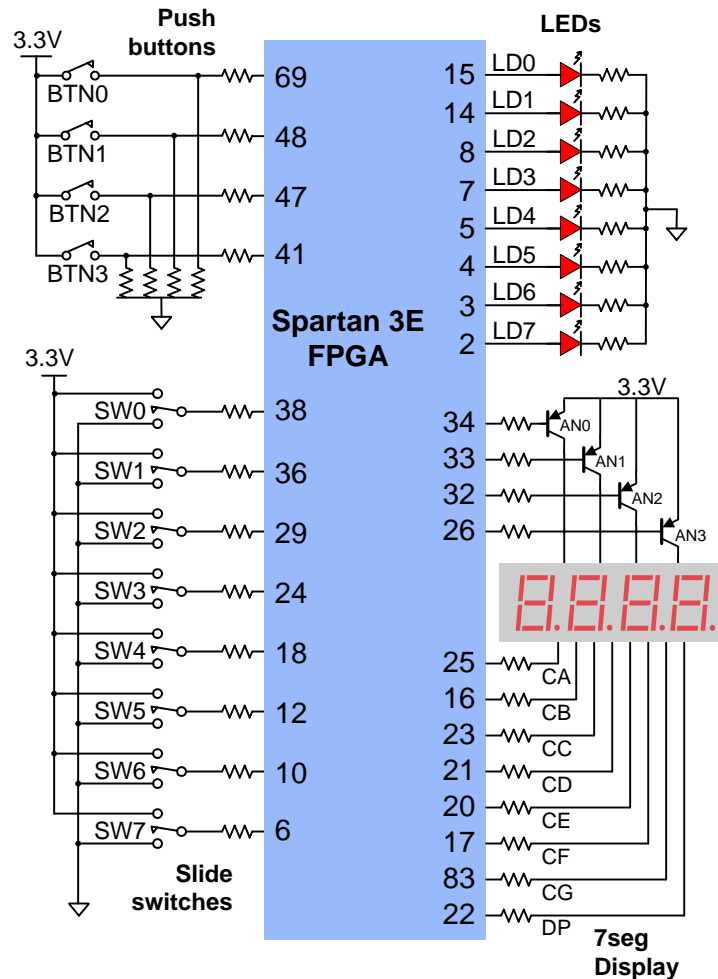 Push
buttons
LEDs
3.3V
BTN0
69
BTN1
48
BTN2
47
BTN3
41
15
LD0
14
LD1
8
LD2
7
LD3
5
LD4
4
LD5
3
LD6
2
LD7
Spartan 3E
FPGA
3.3V
SW0
38
SW1
36
SW2
29
SW3
24
SW4
18
SW5
12
SW6
10
SW7
6
Slide
switches
3.3V
34
AN0
33
AN1
32
AN2
26
AN3
8.8.8.8.
25
CA
16
CB
23
CC
21
CD
20
CE
17
CF
83
CG
22
DP
7seg
Display